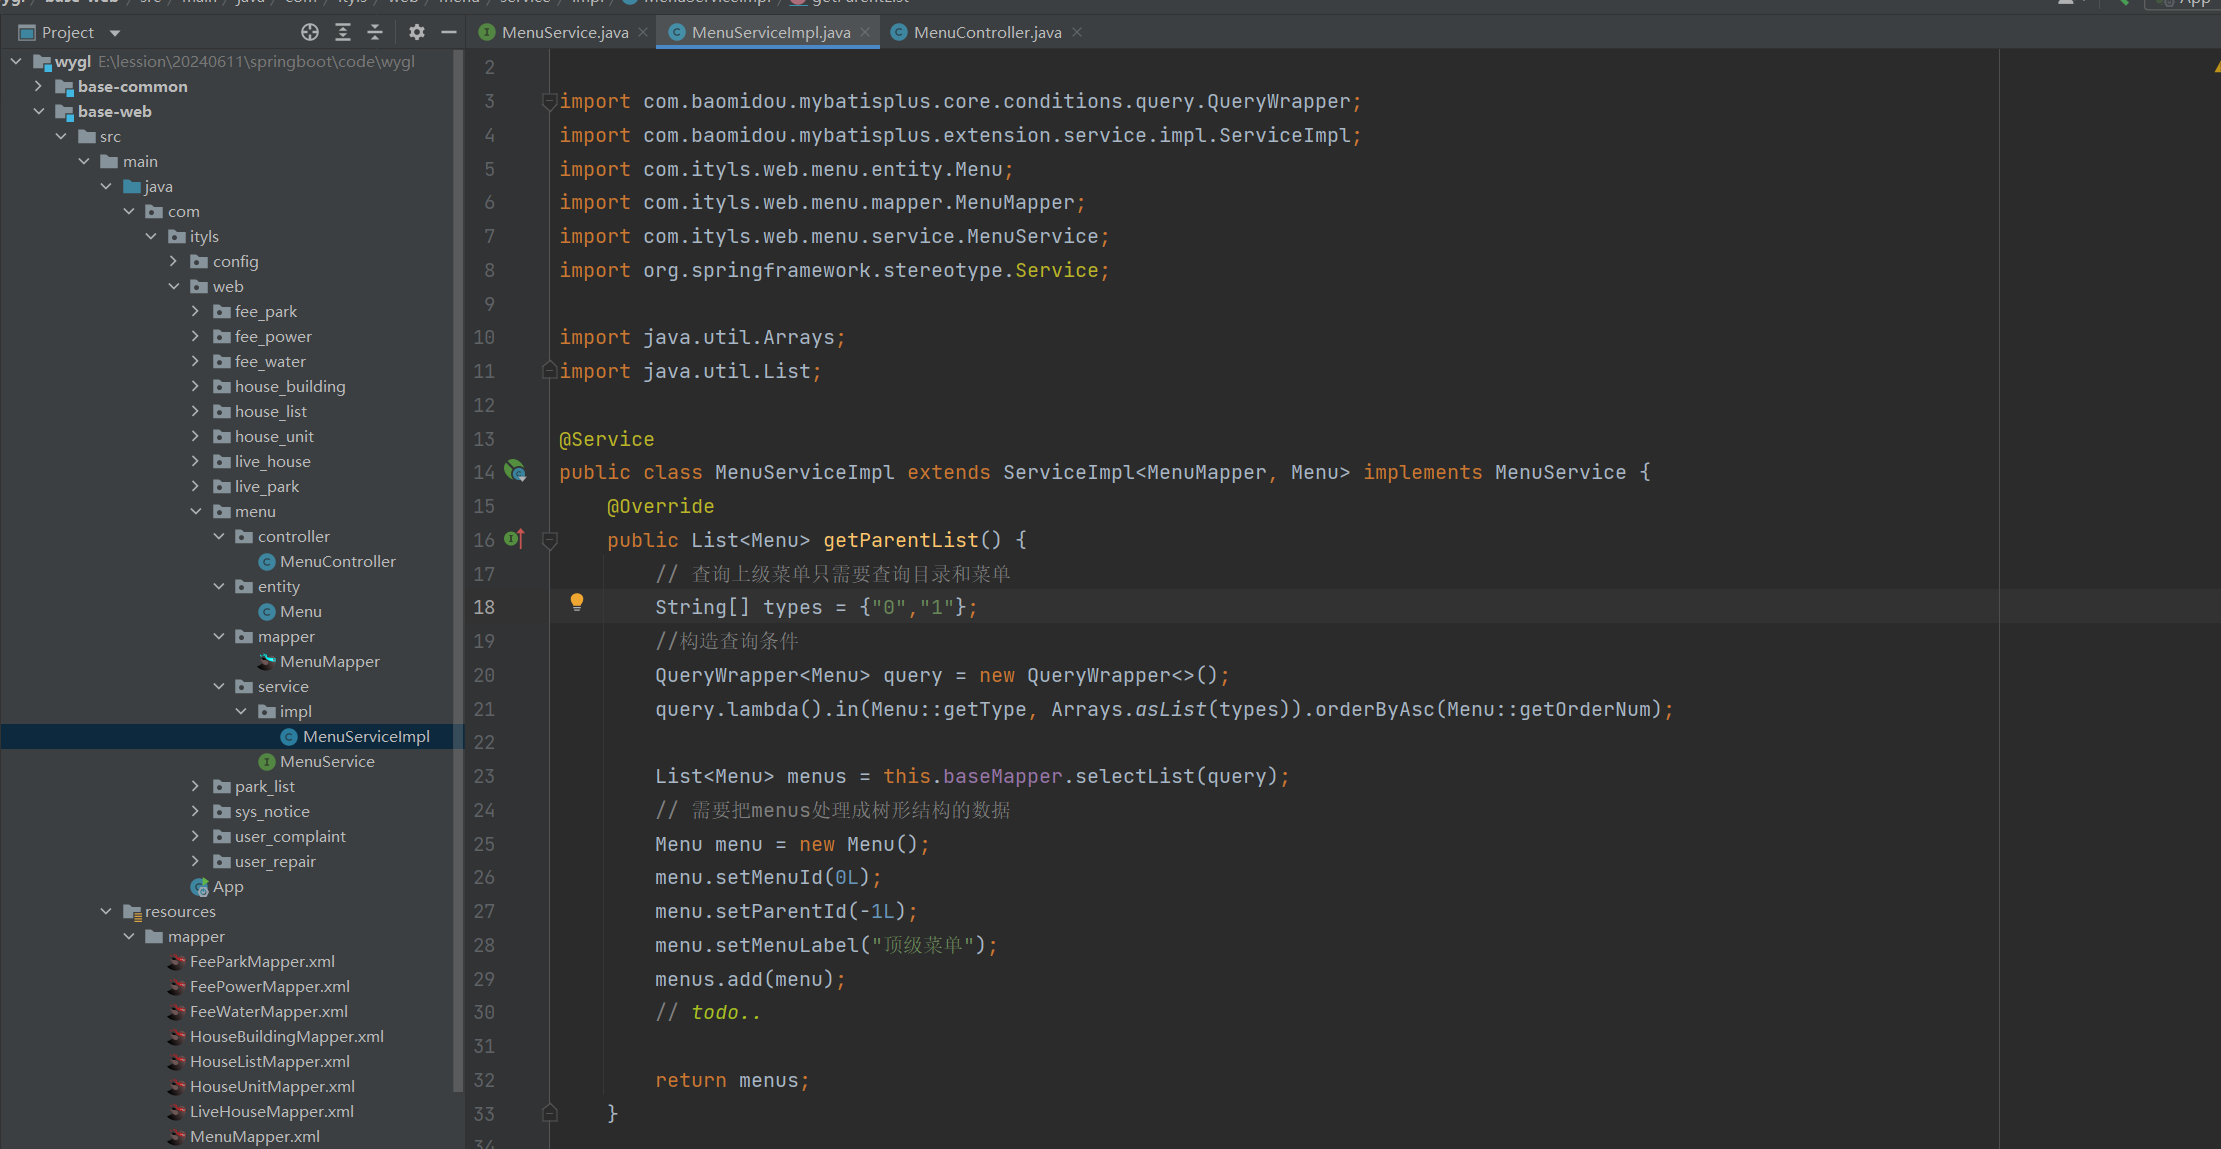 Project
wygl E:\lession\20240611\springboot\code\wygl
base-common
base-web
src
main
java
com
ityls
config
web
fee_park
fee_power
fee_water
house_building
house_list
house_unit
live_house
live_park
menu
controller
MenuController
entity
Menu
mapper
MenuMapper
service
impl
MenuServiceImpl
MenuService
park_list
sys_notice
user_complaint
user_repair
App
resources
mapper
FeeParkMapper.xml
FeePowerMapper.xml
FeeWaterMapper.xml
HouseBuildingMapper.xml
HouseListMapper.xml
HouseUnitMapper.xml
LiveHouseMapper.xml
MenuMapper.xml
MenuService.java MenuServiceImpl.java MenuController.java
2
3 import com.baomidou.mybatisplus.core.conditions.query.QueryWrapper;
4 import com.baomidou.mybatisplus.extension.service.impl.ServiceImpl;
5 import com.ityls.web.menu.entity.Menu;
6 import com.ityls.web.menu.mapper.MenuMapper;
7 import com.ityls.web.menu.service.MenuService;
8 import org.springframework.stereotype.Service;
9
10 import java.util.Arrays;
11 import java.util.List;
12
13 @Service
14 public class MenuServiceImpl extends ServiceImpl<MenuMapper, Menu> implements MenuService {
15 @Override
16 public List<Menu> getParentList() {
17 // 查询上级菜单只需要查询目录和菜单
18 String[] types = {"0","1"};
19 //构造查询条件
20 QueryWrapper<Menu> query = new QueryWrapper<>();
21 query.lambda().in(Menu::getType, Arrays.asList(types)).orderByAsc(Menu::getOrderNum);
22
23 List<Menu> menus = this.baseMapper.selectList(query);
24 // 需要把menus处理成树形结构的数据
25 Menu menu = new Menu();
26 menu.setMenuId(0L);
27 menu.setParentId(-1L);
28 menu.setMenuLabel("顶级菜单");
29 menus.add(menu);
30 // todo..
31
32 return menus;
33 }
34